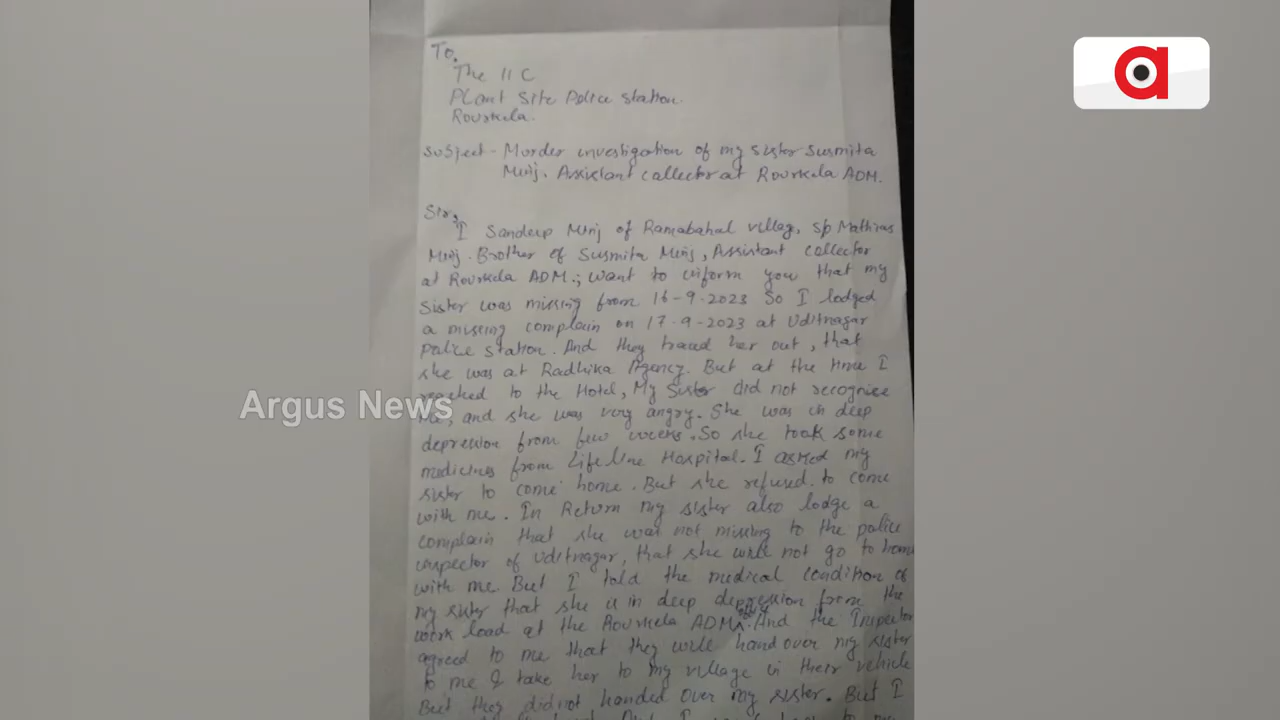 To,
The IIC
Plant Site Police Station.
Rourkela.
Subject - Murder investigation of my sister Susmita
Minj. Assistant collector at Rourkela ADM.
Sir,
I Sandeep Minj of Ramabahal village, S/o Mathias
Minj. Brother of Susmita Minj, Assistant collector
at Rourkela ADM., want to inform you that my
Sister was missing from 16-9-2023 So I lodged
a missing complain on 17-9-2023 at Uditnagar
Police Station. And they traced her out, that
she was at Radhika Agency. But at the time I
reached to the Hotel, My Sister did not recognise
me, and she was very angry. She was in deep
depression from few weeks. So she took some
medicines from Life Line Hospital. I asked my
sister to come home. But she refused to come
with me. In Return my sister also lodge a
complain that she was not missing to the police
inspector of Uditnagar, that she will not go to home
with me. But I told the medical condition of
my sister that she is in deep depression from the
work load at the Rourkela ADM. And the Inspector
agreed to me that they will handover my sister
to me & take her to my village in their vehicle
But they did not handed over my sister. But I
Argus News
a